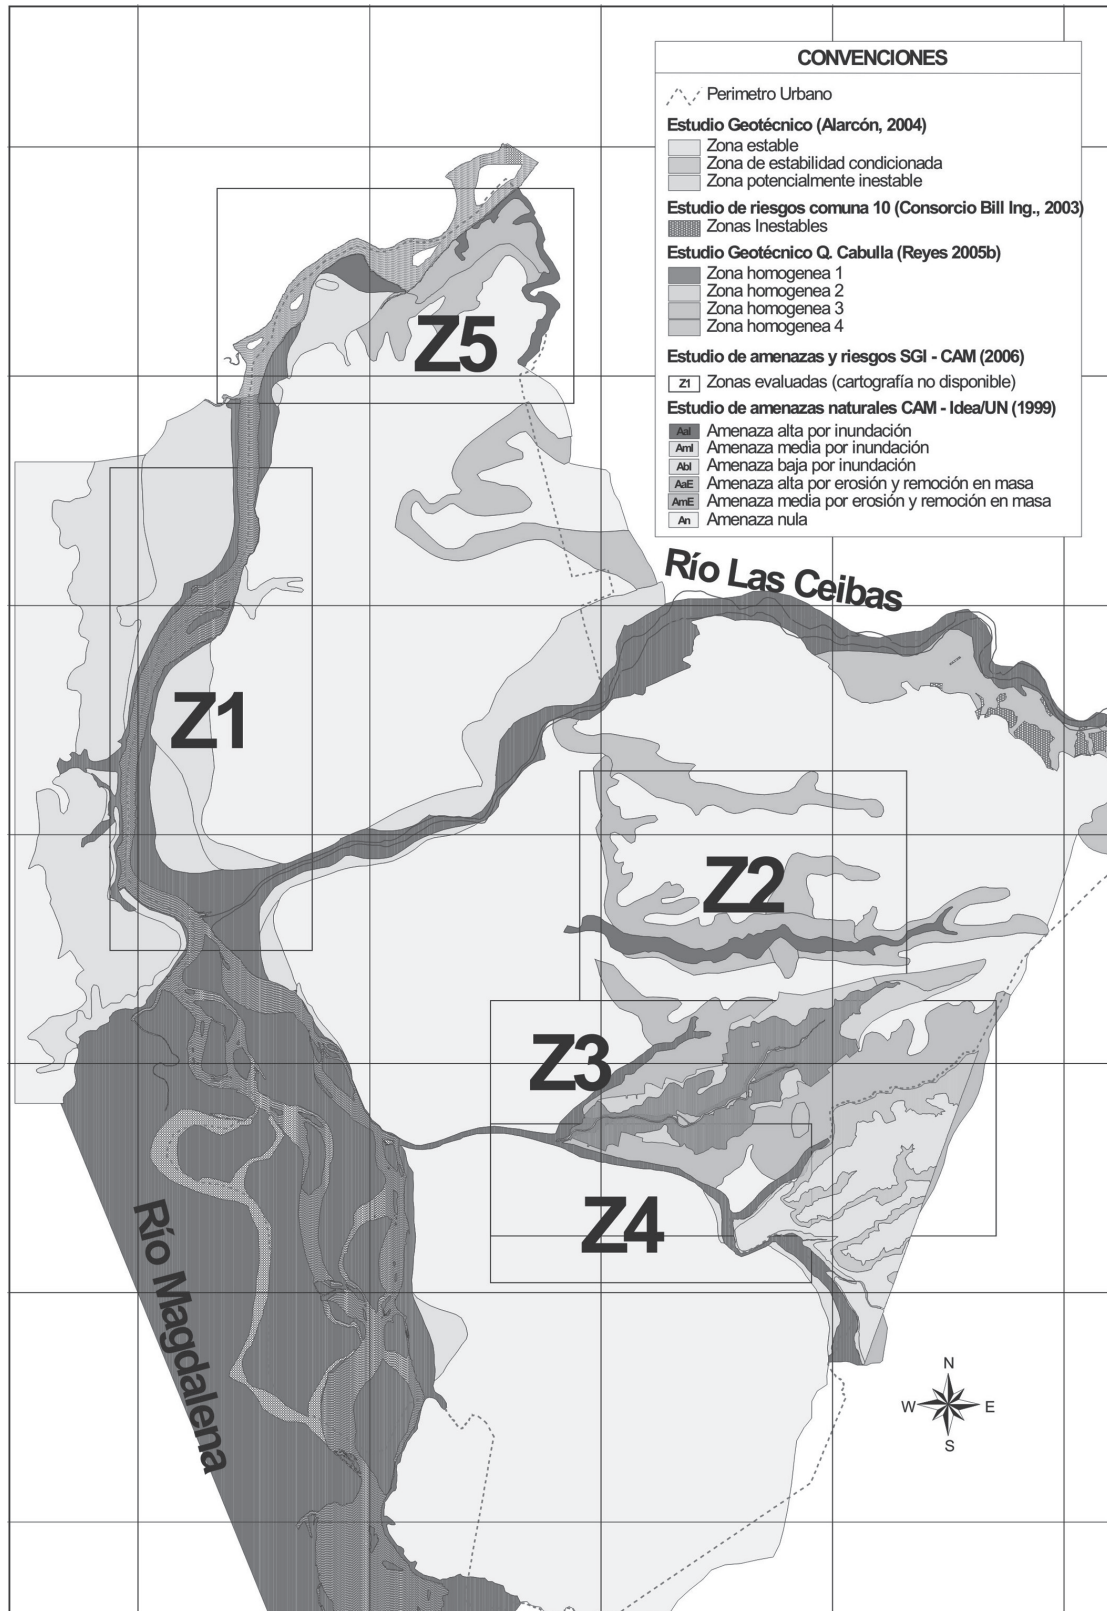 CONVENCIONES
Perimetro Urbano
Estudio Geotécnico (Alarcón, 2004)
Zona estable
Zona de estabilidad condicionada
Zona potencialmente inestable
Estudio de riesgos comuna 10 (Consorcio Bill Ing., 2003)
Zonas Inestables
Estudio Geotécnico Q. Cabulla (Reyes 2005b)
Zona homogenea 1
Zona homogenea 2
Zona homogenea 3
Zona homogenea 4
Estudio de amenazas y riesgos SGI - CAM (2006)
Z1 Zonas evaluadas (cartografía no disponible)
Estudio de amenazas naturales CAM - Idea/UN (1999)
AaI Amenaza alta por inundación
AmI Amenaza media por inundación
AbI Amenaza baja por inundación
AaE Amenaza alta por erosión y remoción en masa
AmE Amenaza media por erosión y remoción en masa
An Amenaza nula
Z5
Río Las Ceibas
Z1
Z2
Z3
Z4
Río Magdalena
N
W E
S